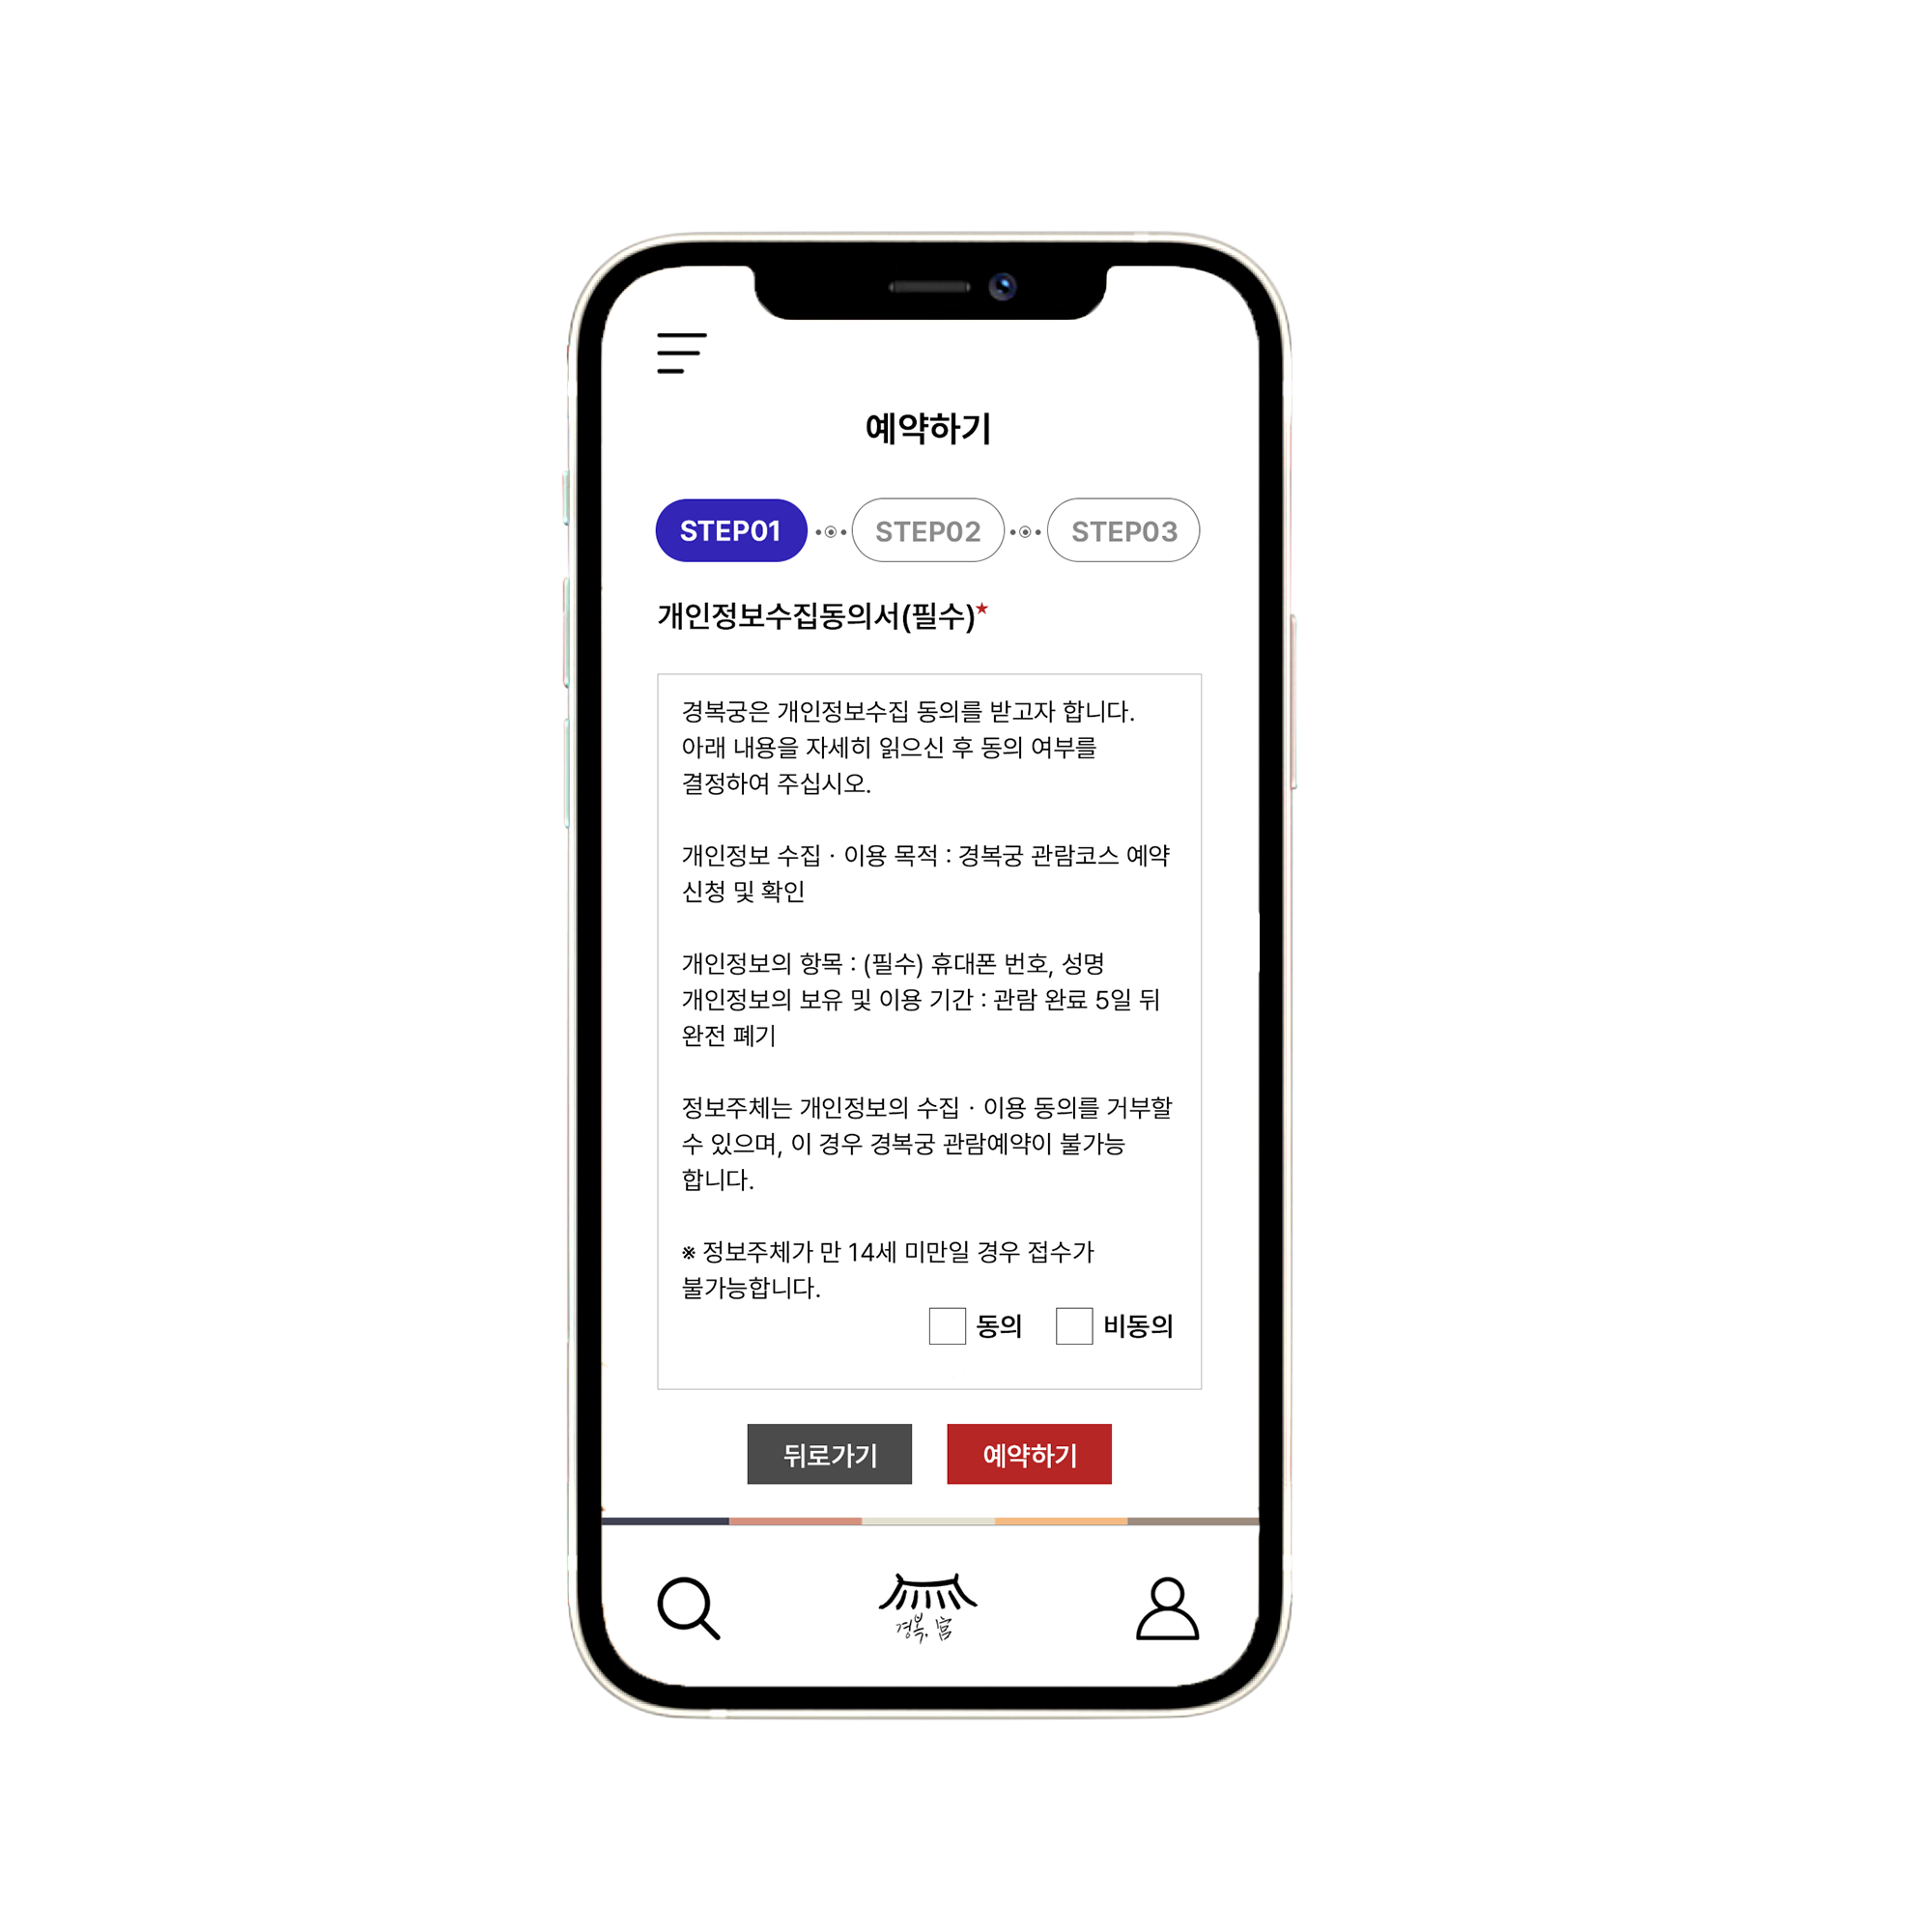 예약하기
STEP01 STEP02 STEP03
개인정보수집동의서(필수)★
경복궁은 개인정보수집 동의를 받고자 합니다.
아래 내용을 자세히 읽으신 후 동의 여부를
결정하여 주십시오.
개인정보 수집 · 이용 목적 : 경복궁 관람코스 예약
신청 및 확인
개인정보의 항목 : (필수) 휴대폰 번호, 성명
개인정보의 보유 및 이용 기간 : 관람 완료 5일 뒤
완전 폐기
정보주체는 개인정보의 수집 · 이용 동의를 거부할
수 있으며, 이 경우 경복궁 관람예약이 불가능
합니다.
※ 정보주체가 만 14세 미만일 경우 접수가
불가능합니다.
동의 비동의
뒤로가기 예약하기
경복, 宮